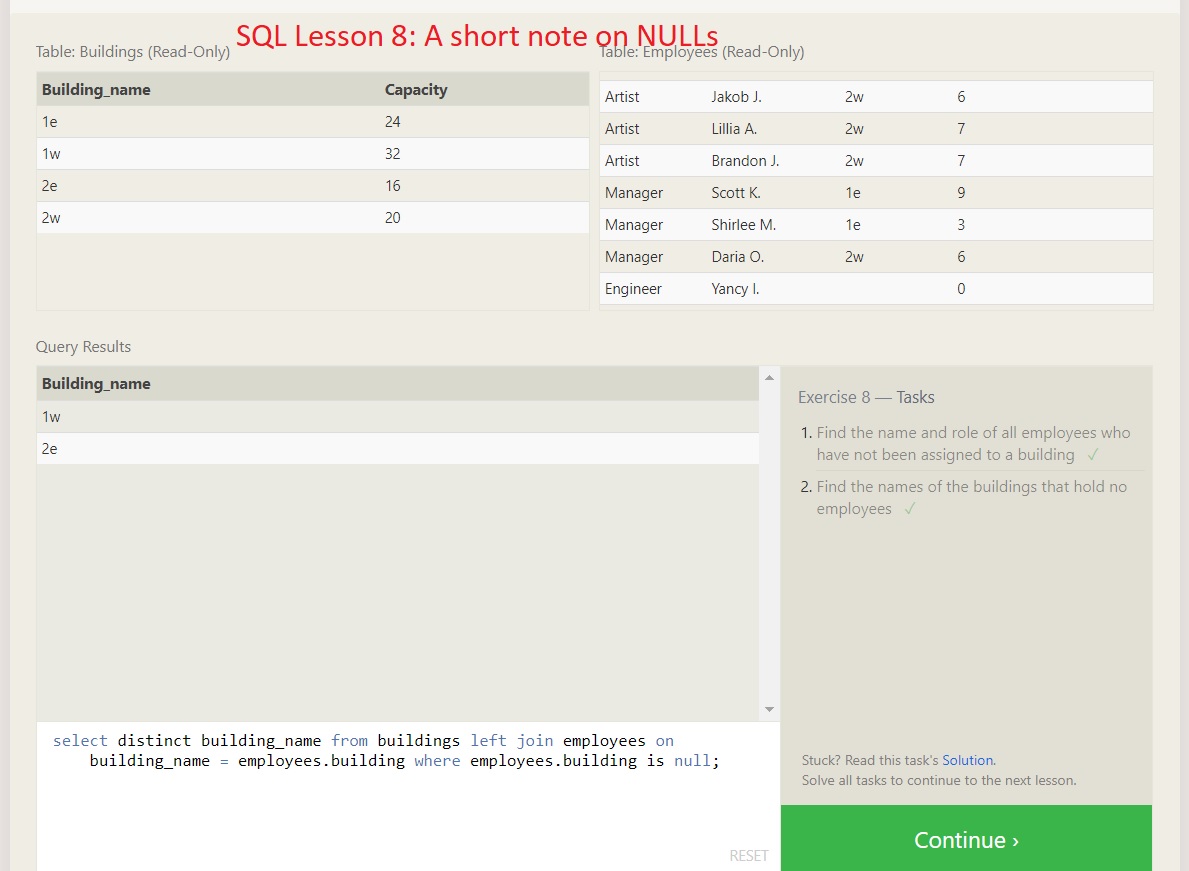 SQL Lesson 8: A short note on NULLs
Table: Buildings (Read-Only)
Building_name Capacity
1e 24
1w 32
2e 16
2w 20
Table: Employees (Read-Only)
Artist Jakob J. 2w 6
Artist Lillia A. 2w 7
Artist Brandon J. 2w 7
Manager Scott K. 1e 9
Manager Shirlee M. 1e 3
Manager Daria O. 2w 6
Engineer Yancy I. 0
Query Results
Building_name
1w
2e
select distinct building_name from buildings left join employees on
building_name = employees.building where employees.building is null;
RESET
Exercise 8 — Tasks
1. Find the name and role of all employees who
have not been assigned to a building ✓
2. Find the names of the buildings that hold no
employees ✓
Stuck? Read this task's Solution.
Solve all tasks to continue to the next lesson.
Continue ›